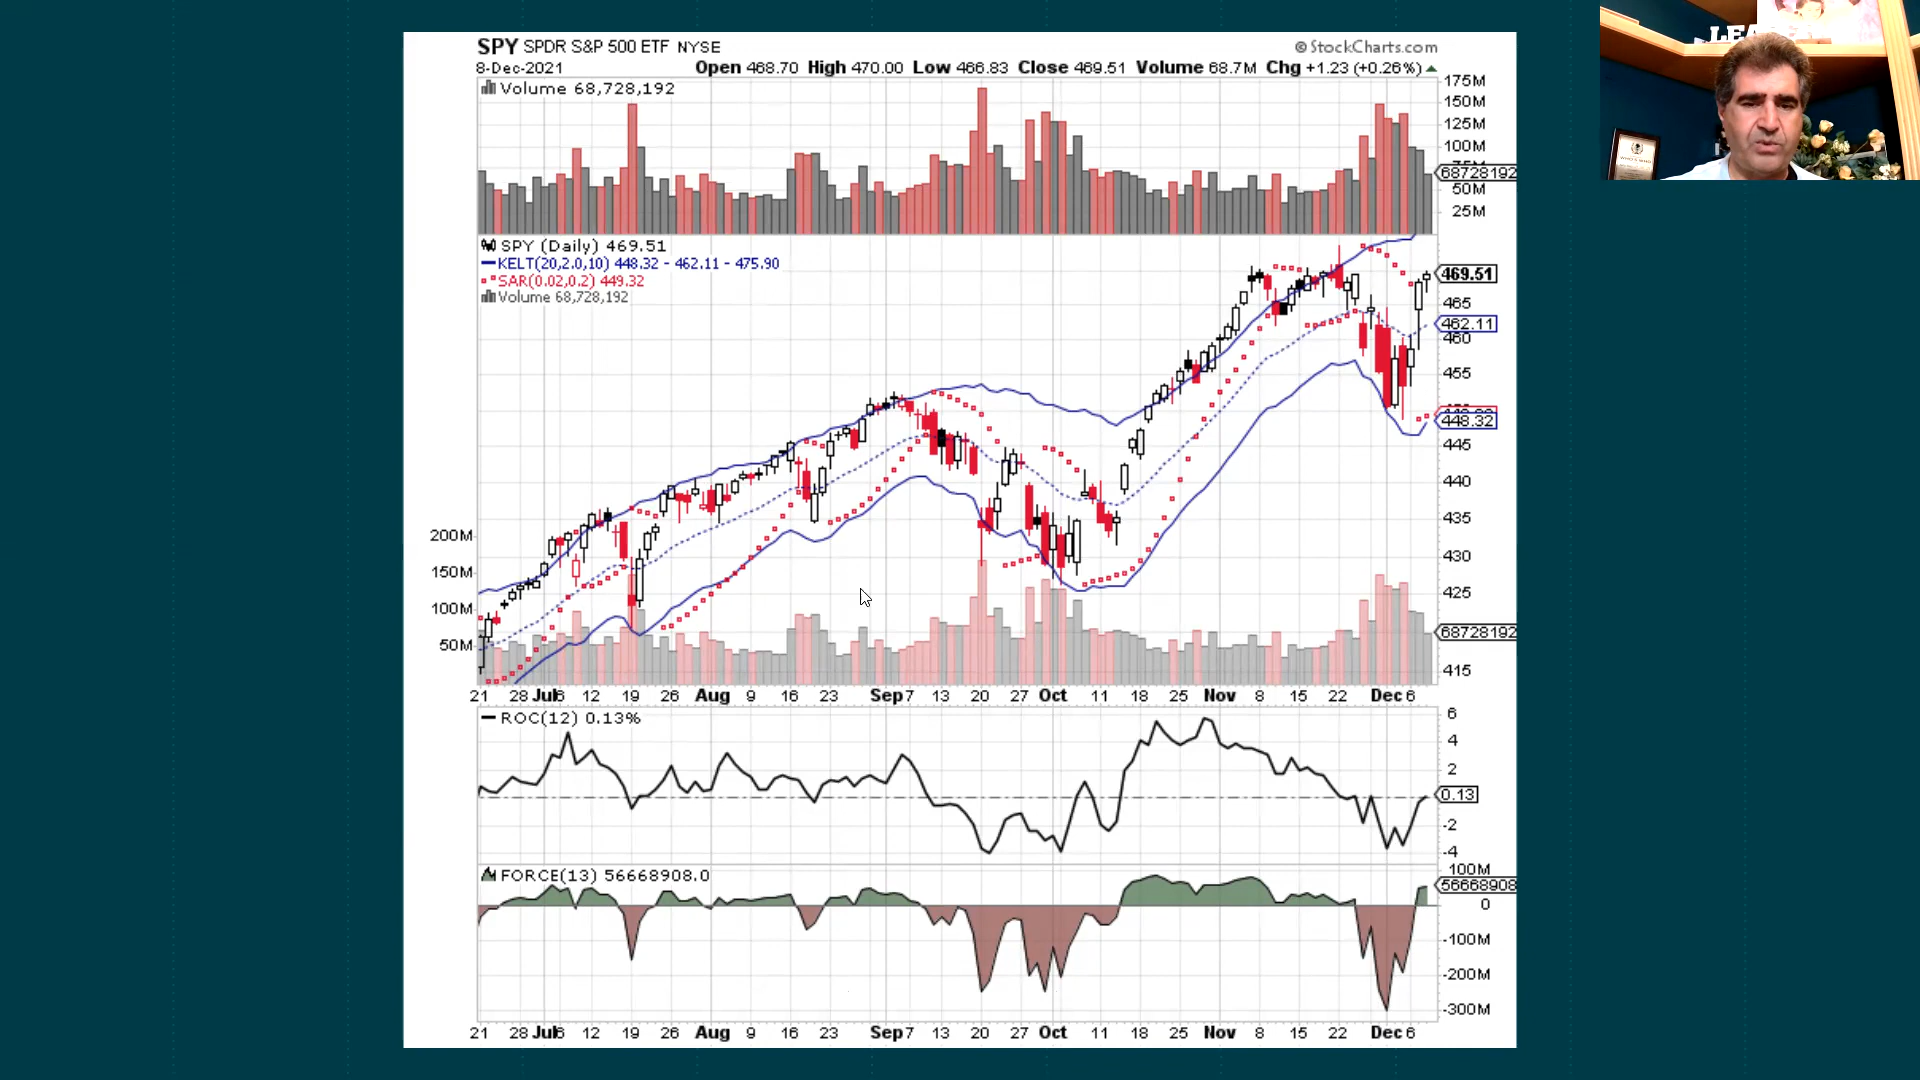 SPY SPDR S&P 500 ETF NYSE © StockCharts.com
8-Dec-2021 Open 468.70 High 470.00 Low 466.83 Close 469.51 Volume 68.7M Chg +1.23 (+0.26%)
Volume 68,728,192
175M
150M
125M
100M
75M
68728192
50M
25M
SPY (Daily) 469.51
KELT(20,2.0,10) 448.32 - 462.11 - 475.90
SAR(0.02,0.2) 449.32
Volume 68,728,192
469.51
465
462.11
460
455
448.32
445
440
435
430
425
68728192
415
200M
150M
100M
50M
21 28 Jul 6 12 19 26 Aug 9 16 23 Sep 7 13 20 27 Oct 11 18 25 Nov 8 15 22 Dec 6
ROC(12) 0.13%
6
4
2
0.13
-2
-4
FORCE(13) 56668908.0
100M
56668908
0
-100M
-200M
-300M
21 28 Jul 6 12 19 26 Aug 9 16 23 Sep 7 13 20 27 Oct 11 18 25 Nov 8 15 22 Dec 6